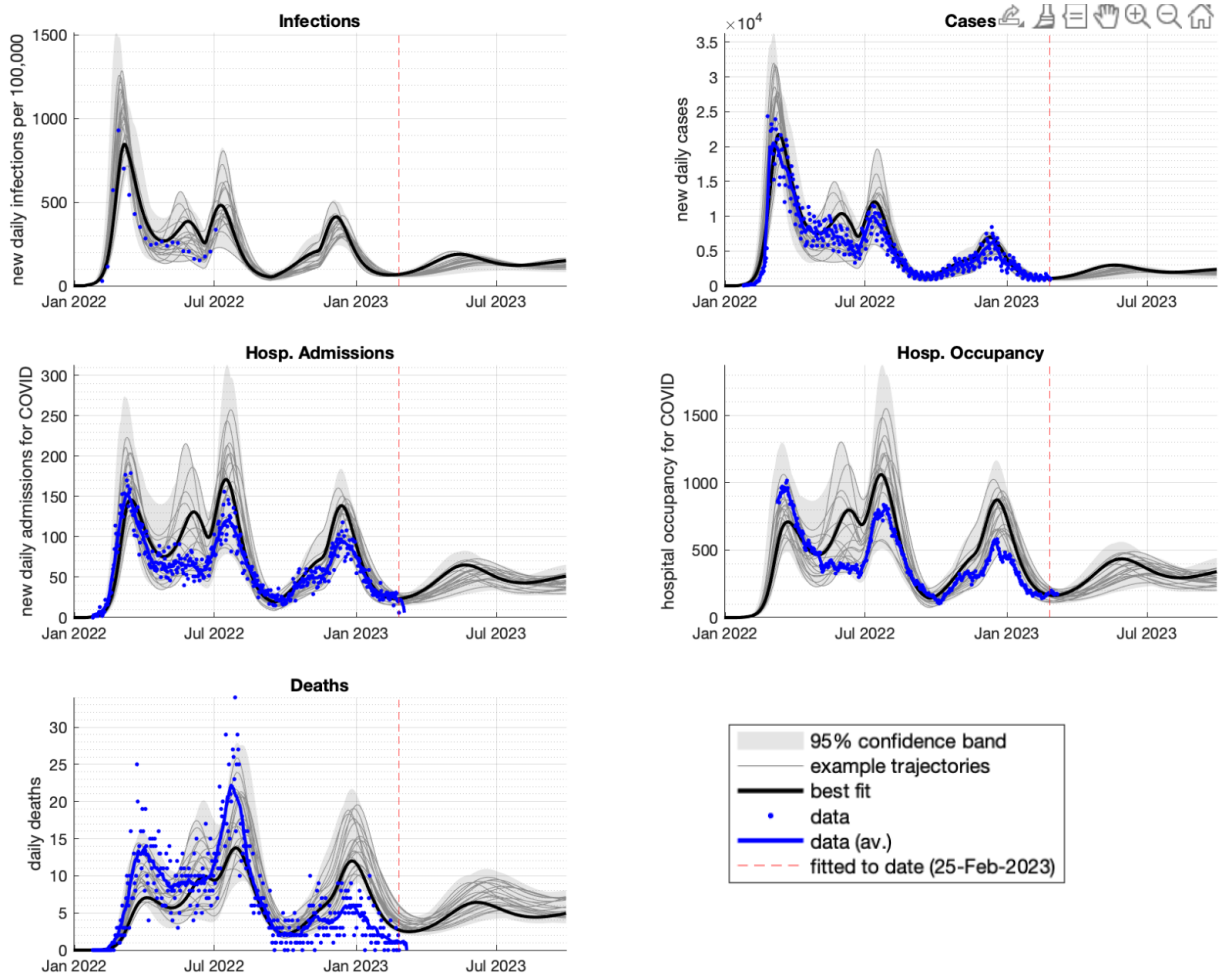 Infections
new daily infections per 100,000
1500
1000
500
0
Jan 2022 Jul 2022 Jan 2023 Jul 2023
Cases
×10⁴
new daily cases
3.5
3
2.5
2
1.5
1
0.5
0
Jan 2022 Jul 2022 Jan 2023 Jul 2023
Hosp. Admissions
new daily admissions for COVID
300
250
200
150
100
50
0
Jan 2022 Jul 2022 Jan 2023 Jul 2023
Hosp. Occupancy
hospital occupancy for COVID
1500
1000
500
0
Jan 2022 Jul 2022 Jan 2023 Jul 2023
Deaths
daily deaths
30
25
20
15
10
5
0
Jan 2022 Jul 2022 Jan 2023 Jul 2023
95% confidence band
example trajectories
best fit
data
data (av.)
fitted to date (25-Feb-2023)